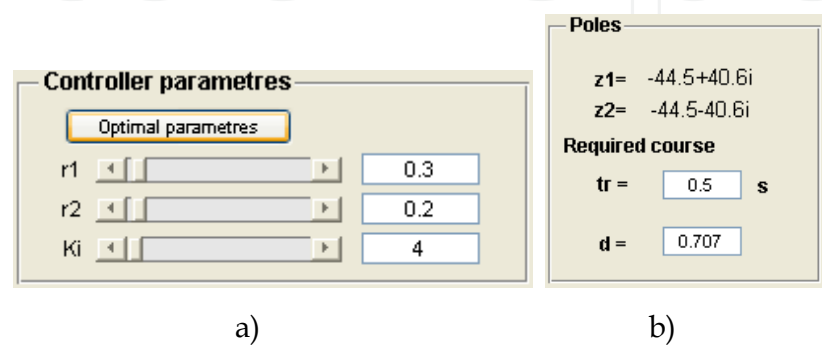 Controller parametres
Optimal parametres
r1 0.3
r2 0.2
Ki 4
a)
Poles
z1= -44.5+40.6i
z2= -44.5-40.6i
Required course
tr = 0.5 s
d = 0.707
b)